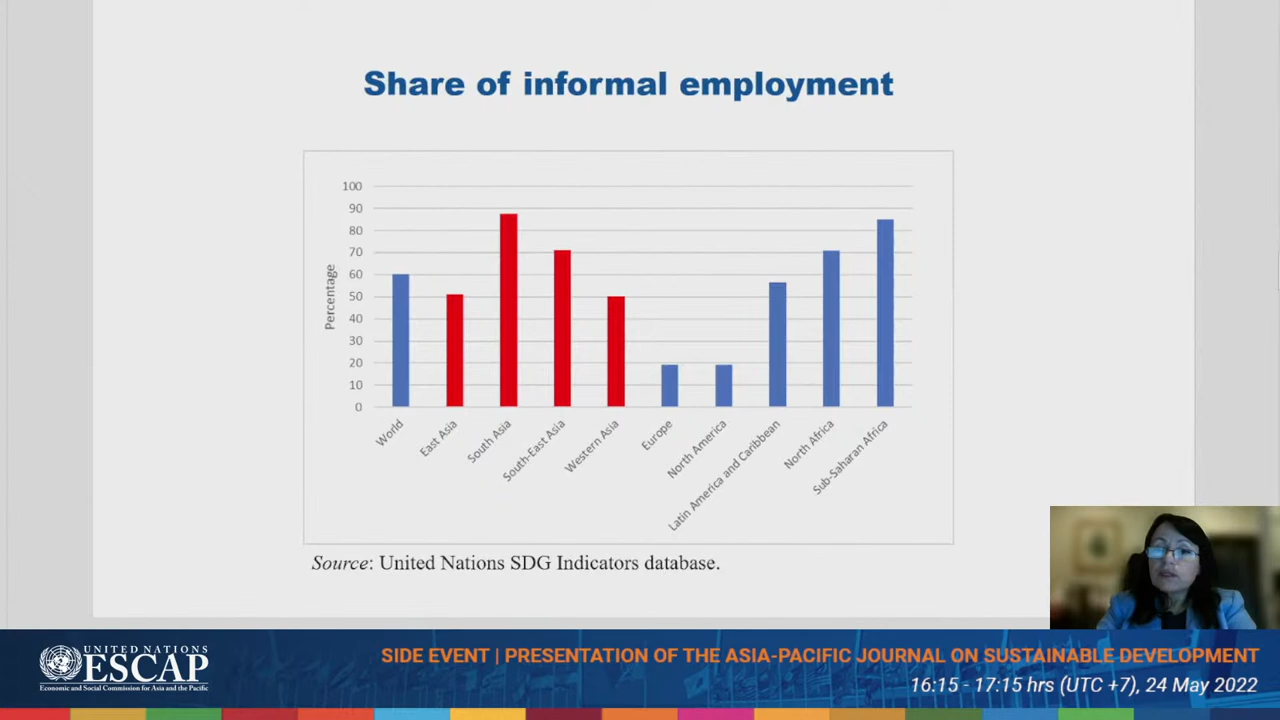 Share of informal employment
Percentage
100
90
80
70
60
50
40
30
20
10
0
World
East Asia
South Asia
South-East Asia
Western Asia
Europe
North America
Latin America and Caribbean
North Africa
Sub-Saharan Africa
Source: United Nations SDG Indicators database.
UNITED NATIONS
ESCAP
Economic and Social Commission for Asia and the Pacific
SIDE EVENT | PRESENTATION OF THE ASIA-PACIFIC JOURNAL ON SUSTAINABLE DEVELOPMENT
16:15 - 17:15 hrs (UTC +7), 24 May 2022